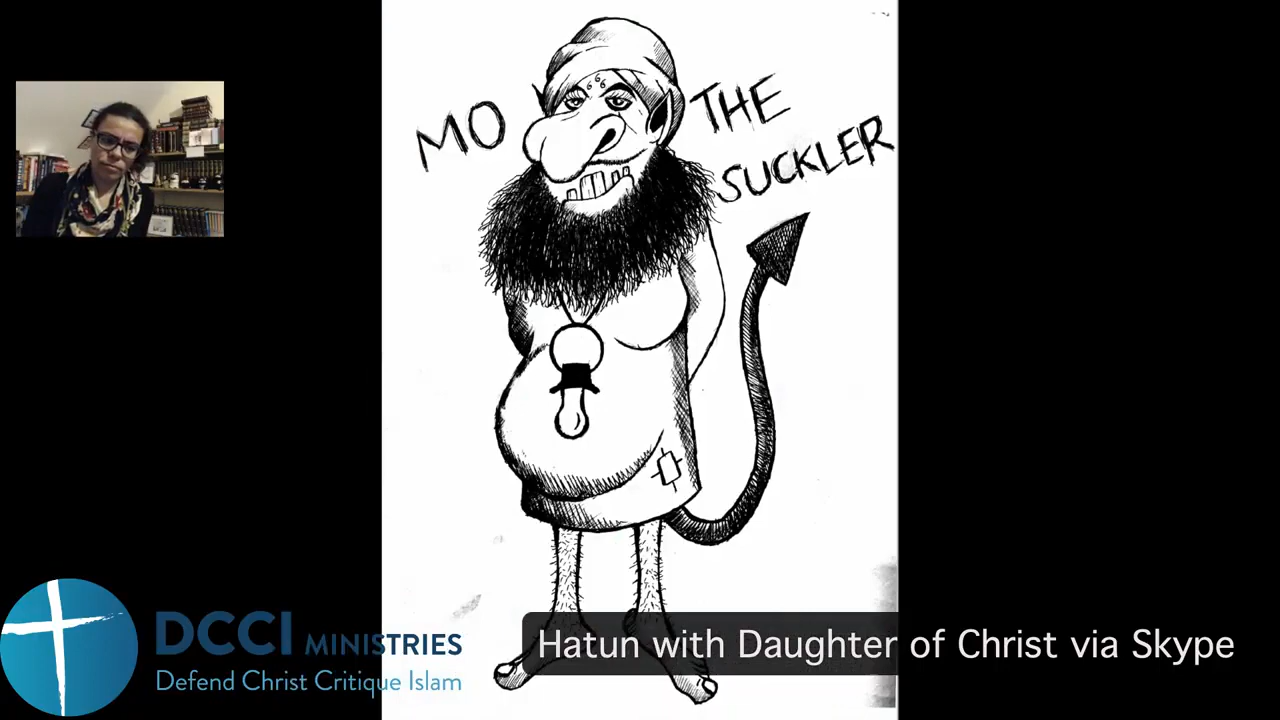 MO
THE
SUCKLER
666
DCCI MINISTRIES
Defend Christ Critique Islam
Hatun with Daughter of Christ via Skype